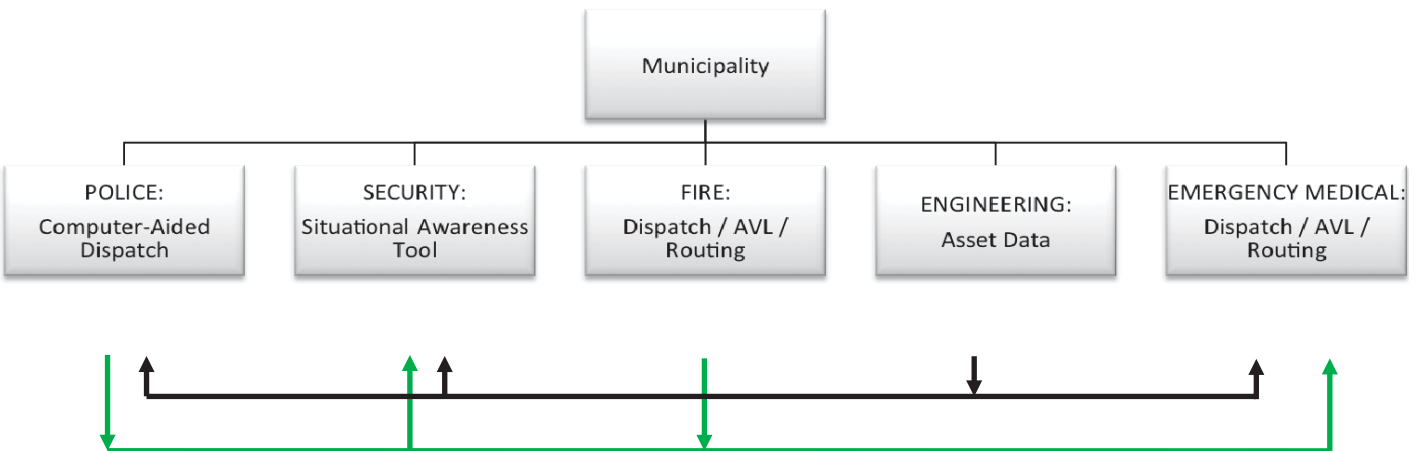 Municipality
POLICE:
Computer-Aided
Dispatch
SECURITY:
Situational Awareness
Tool
FIRE:
Dispatch / AVL /
Routing
ENGINEERING:
Asset Data
EMERGENCY MEDICAL:
Dispatch / AVL /
Routing